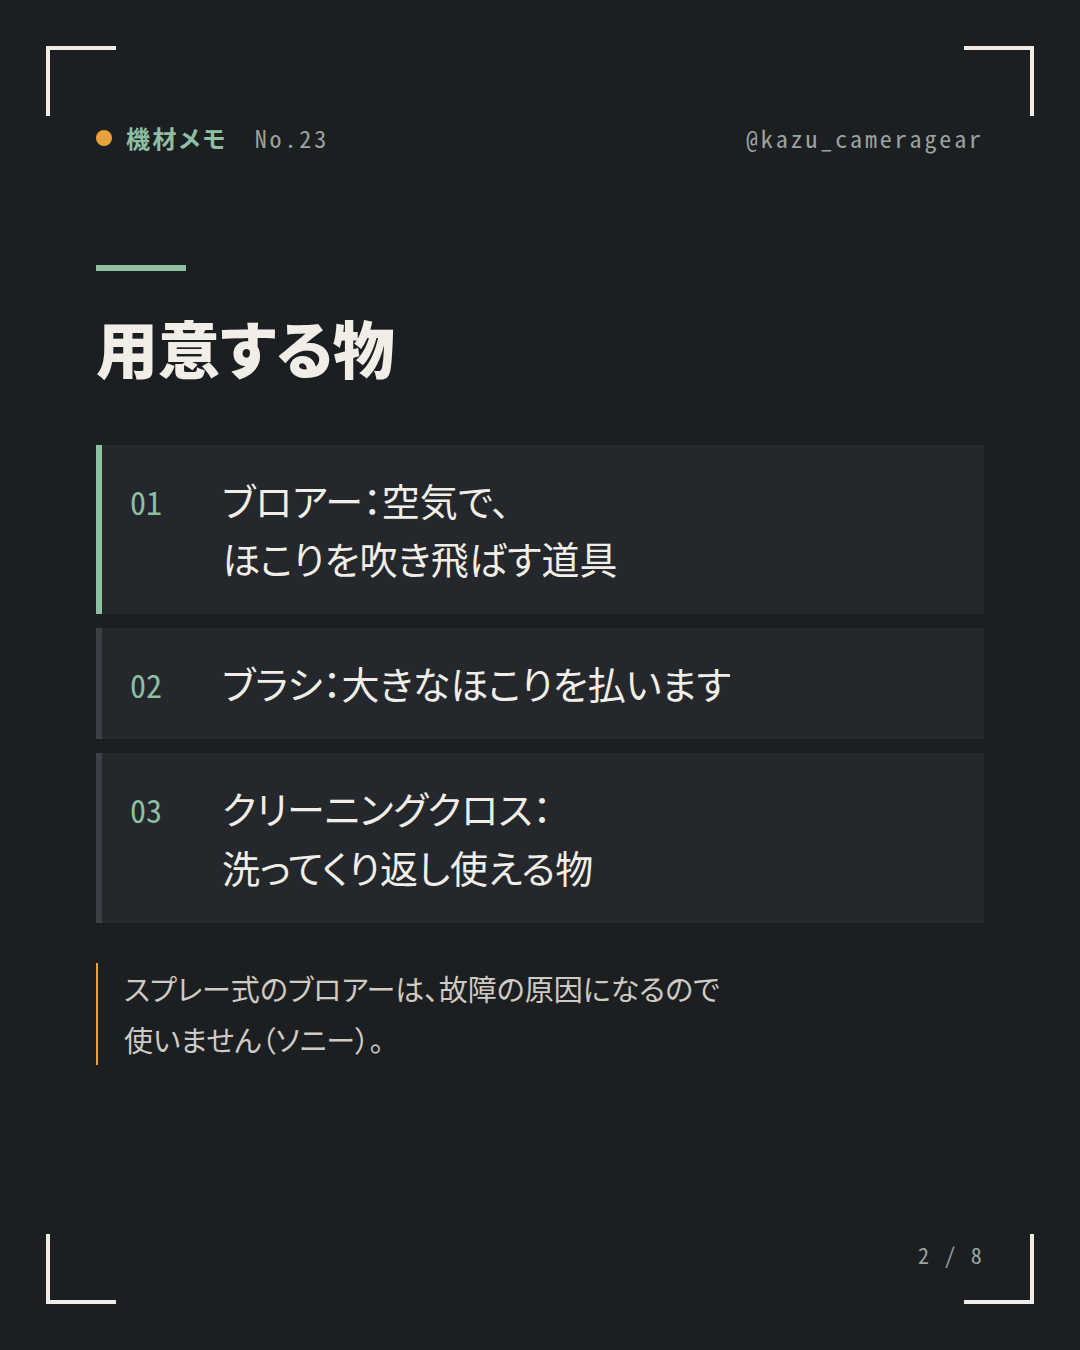 機材メモ No.23 @kazu_cameragear
用意する物
01 ブロアー：空気で、
ほこりを吹き飛ばす道具
02 ブラシ：大きなほこりを払います
03 クリーニングクロス：
洗ってくり返し使える物
スプレー式のブロアーは、故障の原因になるので
使いません（ソニー）。
2 / 8